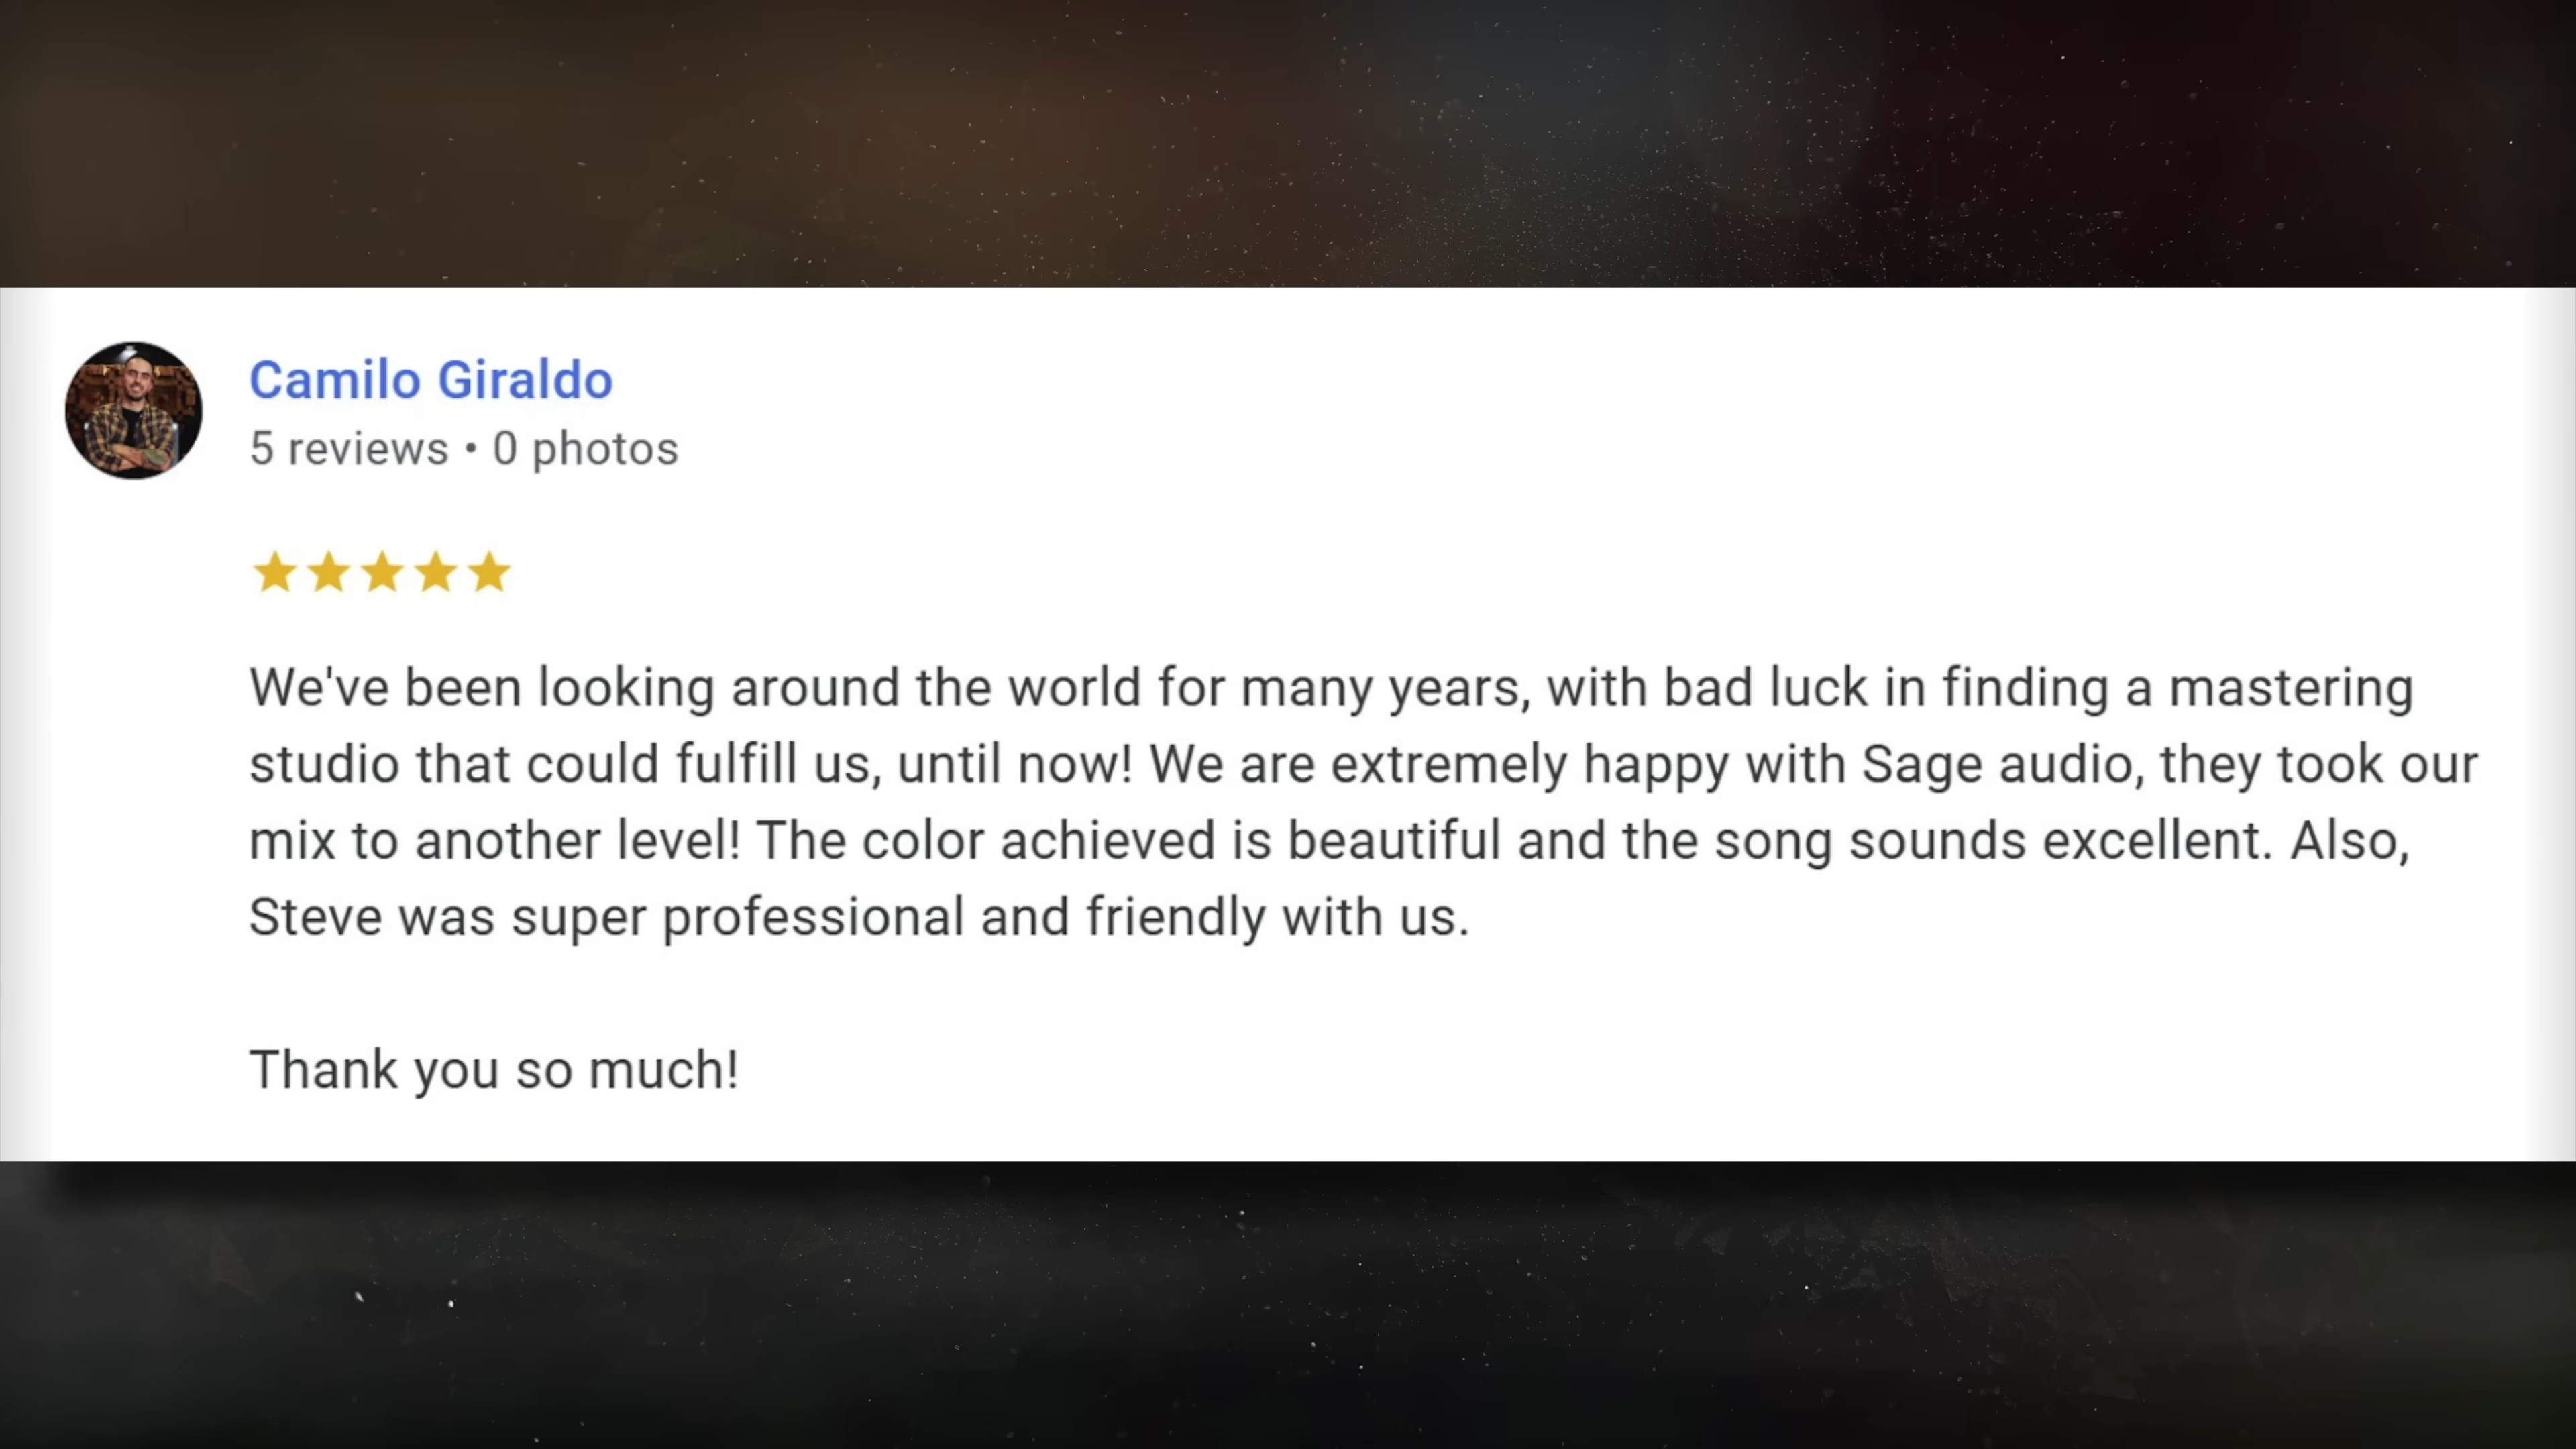 Camilo Giraldo
5 reviews • 0 photos
We've been looking around the world for many years, with bad luck in finding a mastering
studio that could fulfill us, until now! We are extremely happy with Sage audio, they took our
mix to another level! The color achieved is beautiful and the song sounds excellent. Also,
Steve was super professional and friendly with us.
Thank you so much!